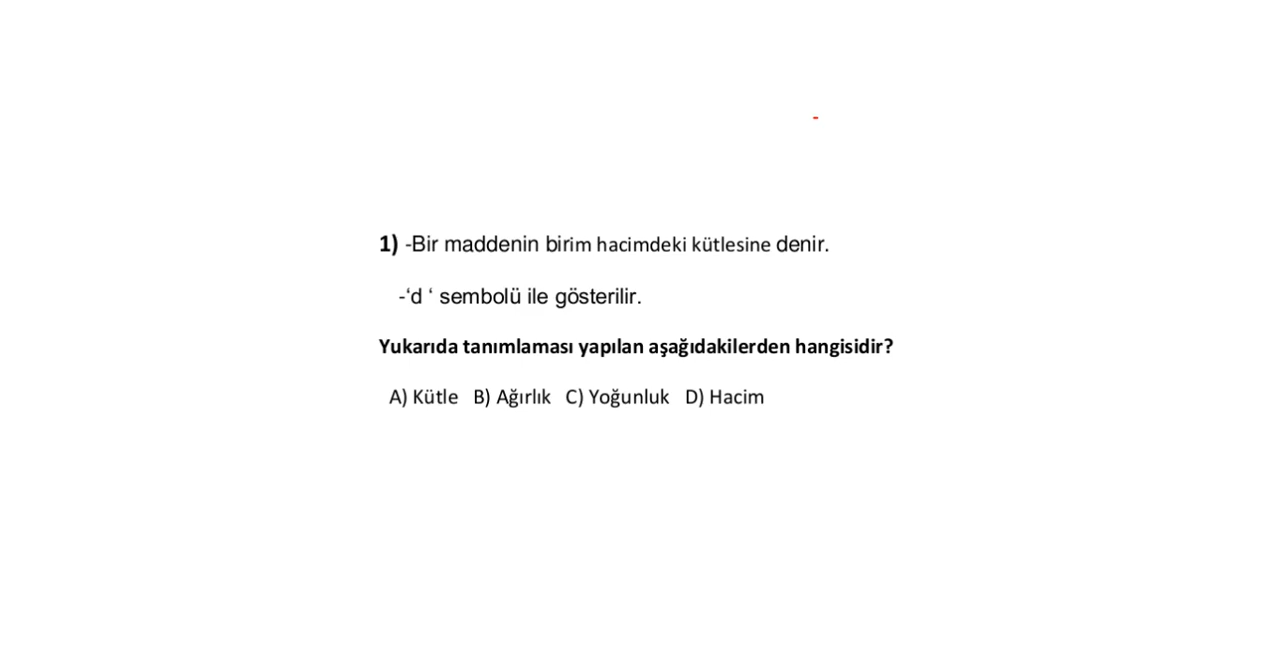 1) -Bir maddenin birim hacimdeki kütlesine denir.
-‘d ‘ sembolü ile gösterilir.
Yukarıda tanımlaması yapılan aşağıdakilerden hangisidir?
A) Kütle B) Ağırlık C) Yoğunluk D) Hacim